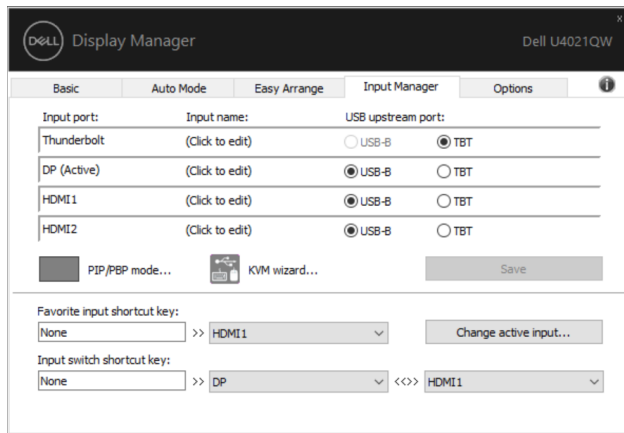 x
DELL Display Manager Dell U4021QW
Basic Auto Mode Easy Arrange Input Manager Options i
Input port: Input name: USB upstream port:
Thunderbolt (Click to edit) USB-B TBT
DP (Active) (Click to edit) USB-B TBT
HDMI1 (Click to edit) USB-B TBT
HDMI2 (Click to edit) USB-B TBT
PIP/PBP mode... KVM wizard... Save
Favorite input shortcut key:
None >> HDMI1 Change active input...
Input switch shortcut key:
None >> DP <<>> HDMI1